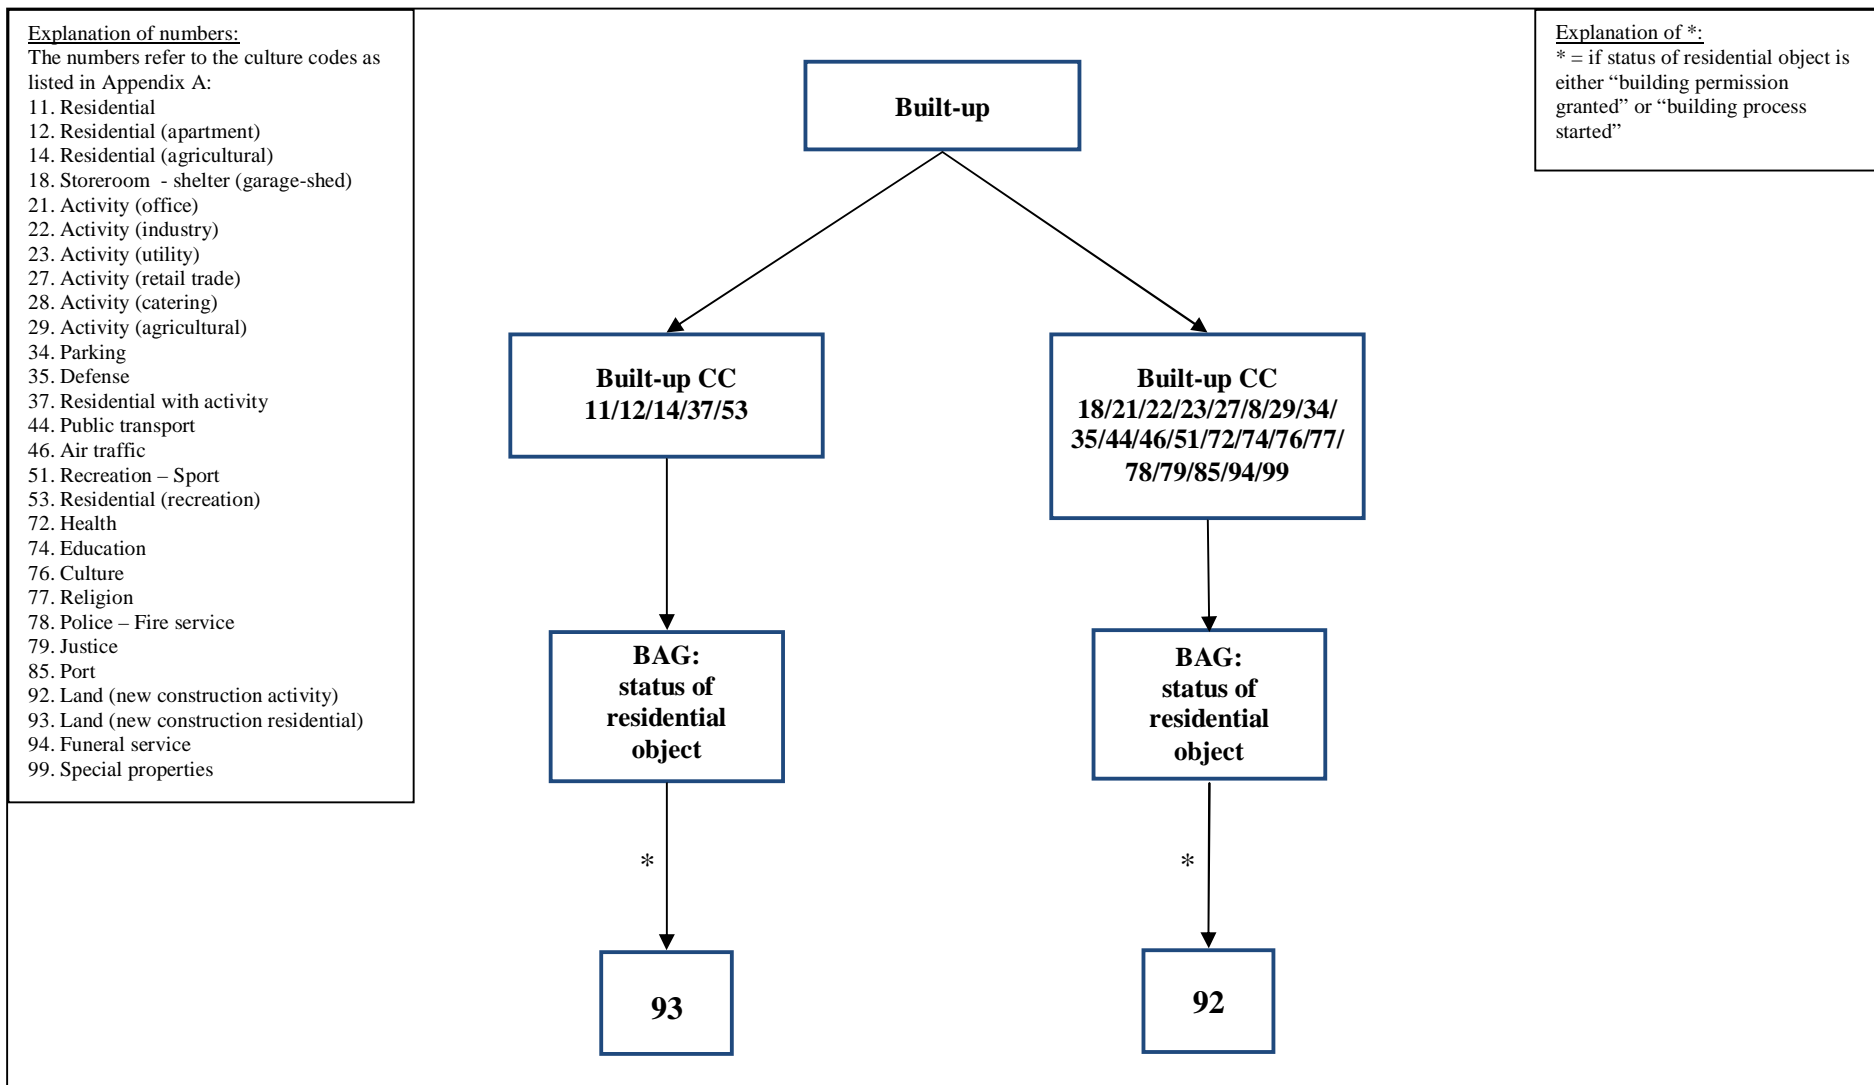 Explanation of numbers:
The numbers refer to the culture codes as
listed in Appendix A:
11. Residential
12. Residential (apartment)
14. Residential (agricultural)
18. Storeroom  - shelter (garage-shed)
21. Activity (office)
22. Activity (industry)
23. Activity (utility)
27. Activity (retail trade)
28. Activity (catering)
29. Activity (agricultural)
34. Parking
35. Defense
37. Residential with activity
44. Public transport
46. Air traffic
51. Recreation – Sport
53. Residential (recreation)
72. Health
74. Education
76. Culture
77. Religion
78. Police – Fire service
79. Justice
85. Port
92. Land (new construction activity)
93. Land (new construction residential)
94. Funeral service
99. Special properties
Explanation of *:
* = if status of residential object is
either “building permission
granted” or “building process
started”
Built-up
Built-up CC
11/12/14/37/53
Built-up CC
18/21/22/23/27/8/29/34/
35/44/46/51/72/74/76/77/
78/79/85/94/99
BAG:
status of
residential
object
BAG:
status of
residential
object
*
*
93
92